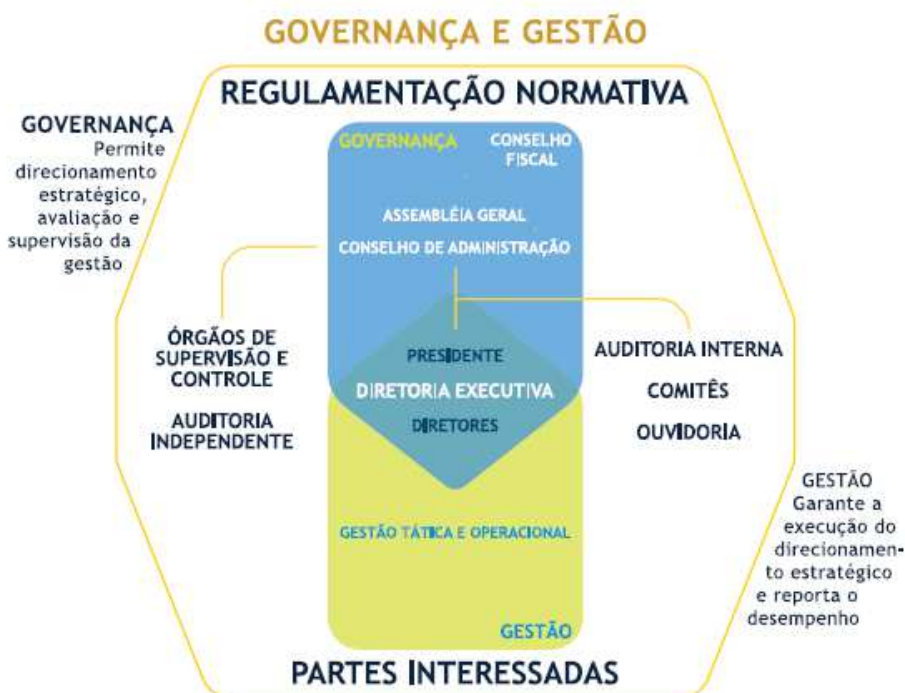 GOVERNANÇA E GESTÃO
REGULAMENTAÇÃO NORMATIVA
GOVERNANÇA
Permite
direcionamento
estratégico,
avaliação e
supervisão da
gestão
GOVERNANÇA
CONSELHO
FISCAL
ASSEMBLÉIA GERAL
CONSELHO DE ADMINISTRAÇÃO
ÓRGÃOS DE
SUPERVISÃO E
CONTROLE
AUDITORIA
INDEPENDENTE
PRESIDENTE
DIRETORIA EXECUTIVA
DIRETORES
AUDITORIA INTERNA
COMITÊS
OUVIDORIA
GESTÃO TÁTICA E OPERACIONAL
GESTÃO
GESTÃO
Garante a
execução do
direcionamen-
to estratégico
e reporta o
desempenho
PARTES INTERESSADAS